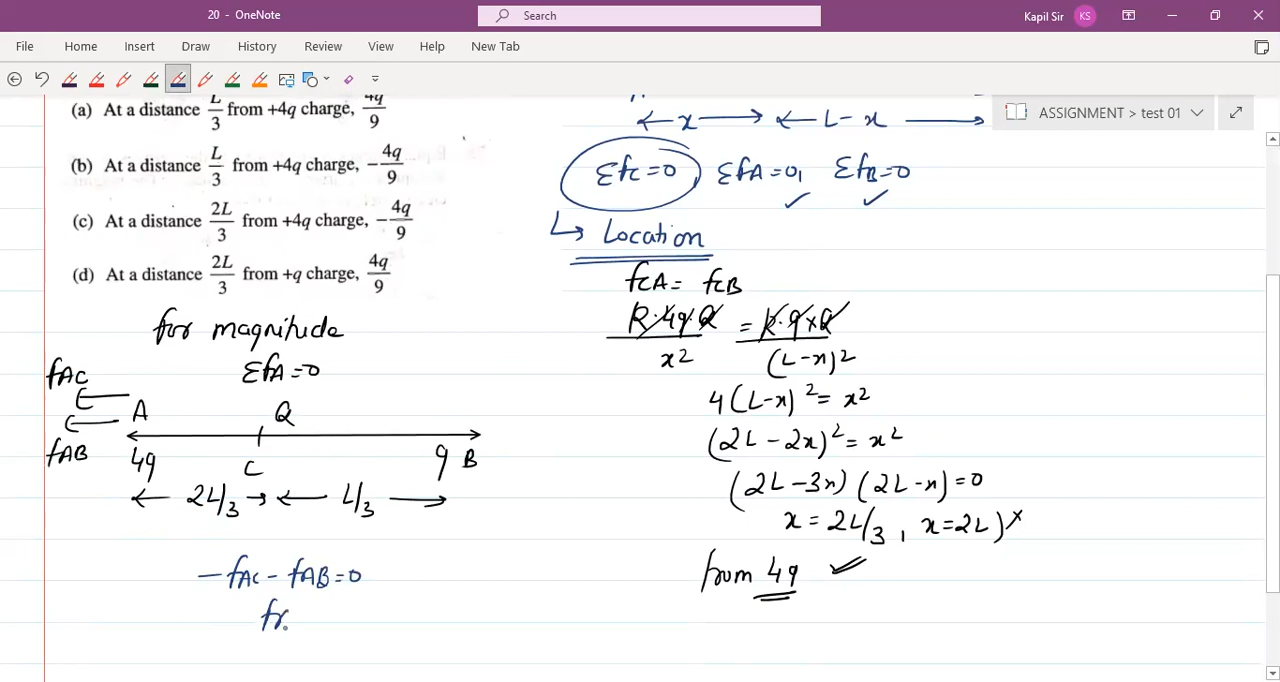 20 - OneNote
Search
Kapil Sir KS
File Home Insert Draw History Review View Help New Tab
ASSIGNMENT > test 01
(a) At a distance L/3 from +4q charge, 4q/9
(b) At a distance L/3 from +4q charge, -4q/9
(c) At a distance 2L/3 from +4q charge, -4q/9
(d) At a distance 2L/3 from +q charge, 4q/9
for magnitude
ΣfA=0
fAC
A Q
fAB
4q C q B
2L/3 L/3
-fAC - fAB=0
x L-x
Σfc=0, ΣfA=0, ΣfB=0
Location
fcA = fcB
k·4q·Q/x2 = k·q×Q/(L-x)2
4(L-x)2 = x2
(2L-2x)2 = x2
(2L-3x)(2L-x)=0
x = 2L/3, x=2L) ×
from 4q